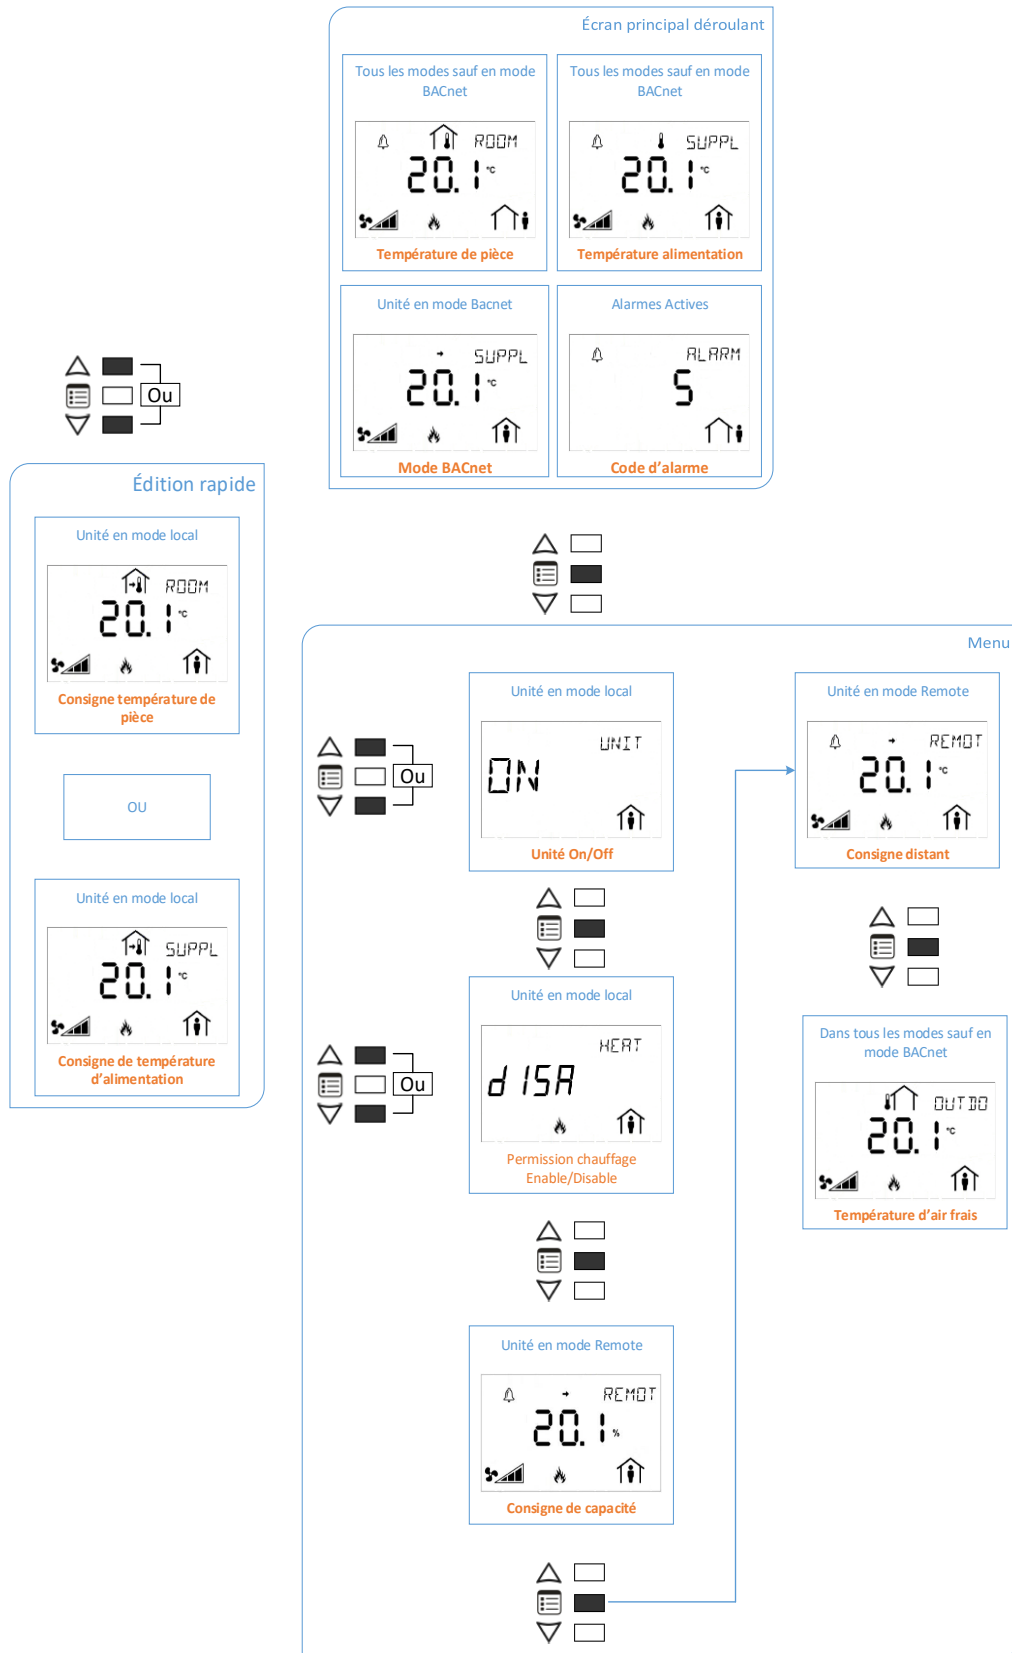 Écran principal déroulant
Tous les modes sauf en mode
BACnet
ROOM
20.1 °C
Température de pièce
Tous les modes sauf en mode
BACnet
SUPPL
20.1 °C
Température alimentation
Unité en mode Bacnet
SUPPL
20.1 °C
Mode BACnet
Alarmes Actives
ALARM
5
Code d’alarme
Ou
Édition rapide
Unité en mode local
ROOM
20.1 °C
Consigne température de
pièce
OU
Unité en mode local
SUPPL
20.1 °C
Consigne de température
d’alimentation
Menu
Ou
Unité en mode local
UNIT
ON
Unité On/Off
Ou
Unité en mode local
HEAT
dISA
Permission chauffage
Enable/Disable
Unité en mode Remote
REMOT
20.1 %
Consigne de capacité
Unité en mode Remote
REMOT
20.1 °C
Consigne distant
Dans tous les modes sauf en
mode BACnet
OUTDO
20.1 °C
Température d’air frais